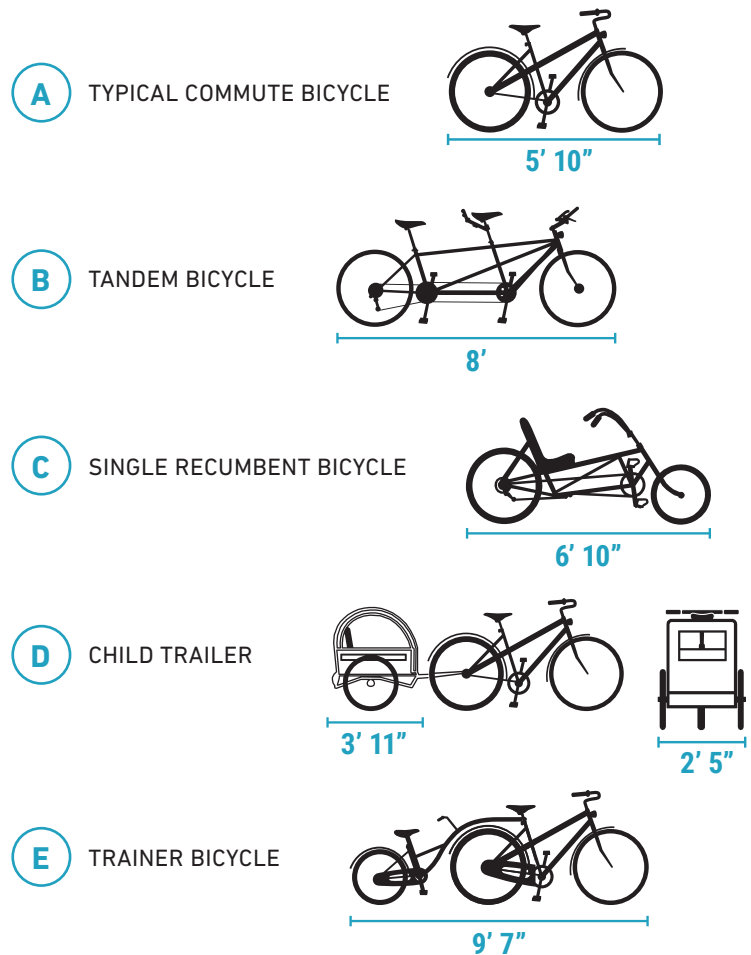 A TYPICAL COMMUTE BICYCLE
5’ 10”
B TANDEM BICYCLE
8’
C SINGLE RECUMBENT BICYCLE
6’ 10”
D CHILD TRAILER
3’ 11”
2’ 5”
E TRAINER BICYCLE
9’ 7”